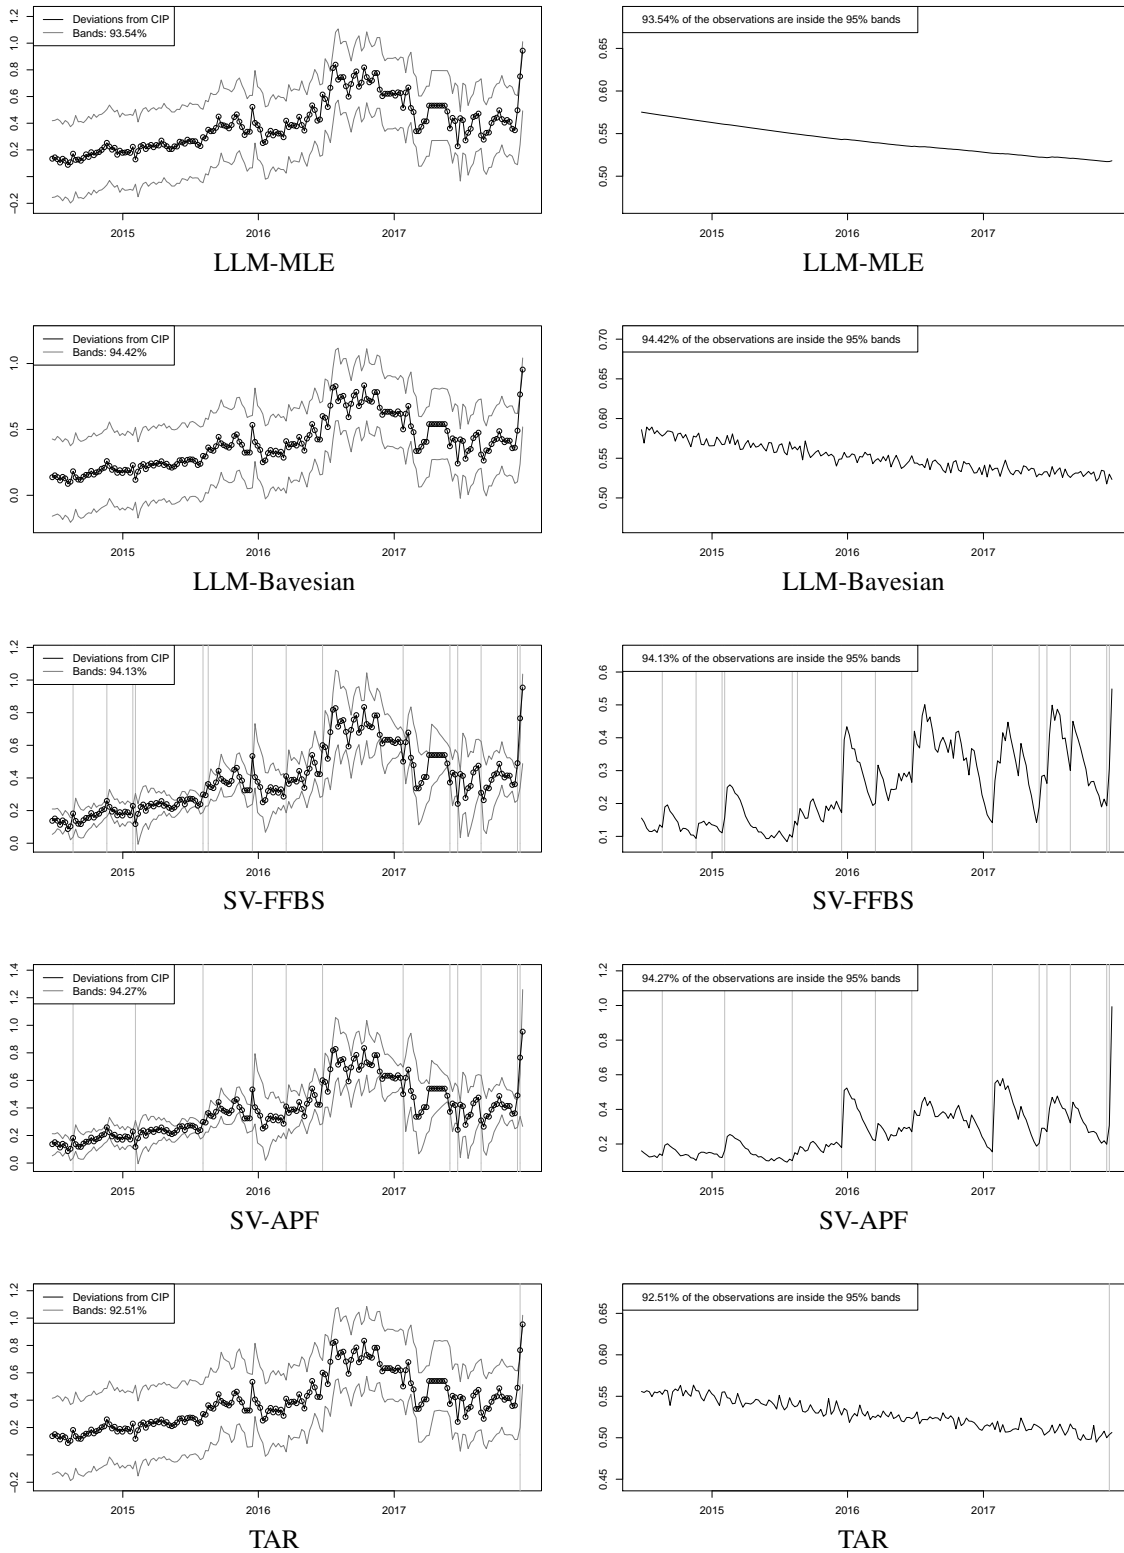 Deviations from CIP
Bands: 93.54%
−0.2 0.2 0.4 0.6 0.8 1.0 1.2
2015 2016 2017
LLM-MLE
93.54% of the observations are inside the 95% bands
0.50 0.55 0.60 0.65
2015 2016 2017
LLM-MLE
Deviations from CIP
Bands: 94.42%
0.0 0.5 1.0
2015 2016 2017
LLM-Bayesian
94.42% of the observations are inside the 95% bands
0.50 0.55 0.60 0.65 0.70
2015 2016 2017
LLM-Bayesian
Deviations from CIP
Bands: 94.13%
0.0 0.2 0.4 0.6 0.8 1.0 1.2
2015 2016 2017
SV-FFBS
94.13% of the observations are inside the 95% bands
0.1 0.2 0.3 0.4 0.5 0.6
2015 2016 2017
SV-FFBS
Deviations from CIP
Bands: 94.27%
0.0 0.2 0.4 0.6 0.8 1.0 1.2 1.4
2015 2016 2017
SV-APF
94.27% of the observations are inside the 95% bands
0.2 0.4 0.6 0.8 1.0 1.2
2015 2016 2017
SV-APF
Deviations from CIP
Bands: 92.51%
−0.2 0.2 0.4 0.6 0.8 1.0 1.2
2015 2016 2017
TAR
92.51% of the observations are inside the 95% bands
0.45 0.50 0.55 0.60 0.65
2015 2016 2017
TAR